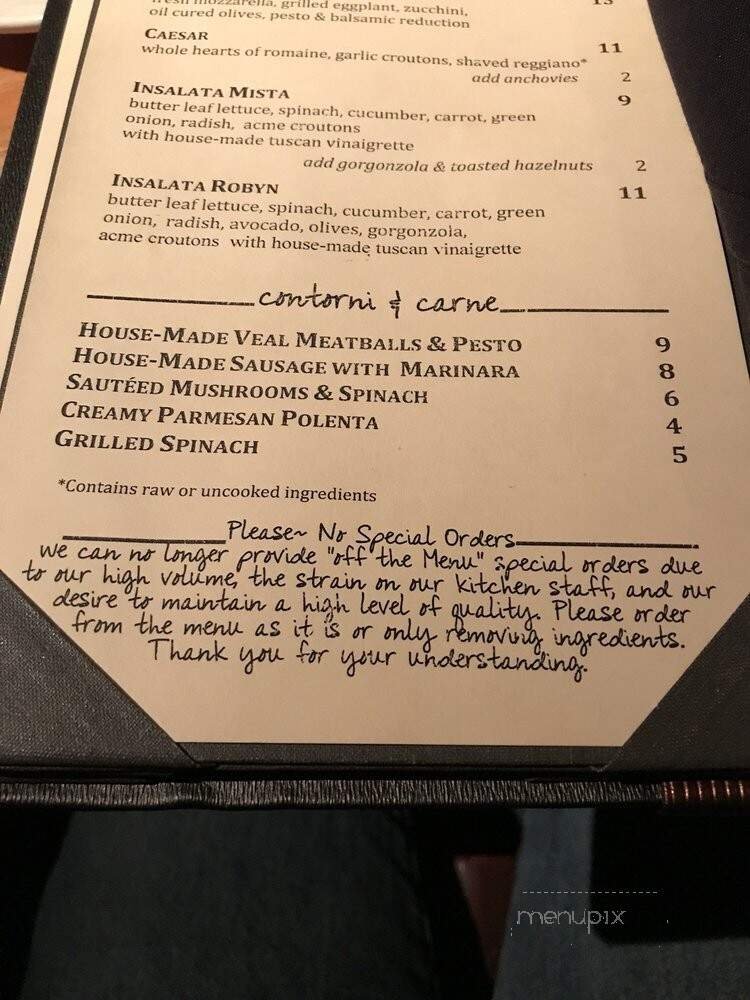 fresh mozzarella, grilled eggplant, zucchini,
oil cured olives, pesto & balsamic reduction
CAESAR 11
whole hearts of romaine, garlic croutons, shaved reggiano*
add anchovies 2
INSALATA MISTA 9
butter leaf lettuce, spinach, cucumber, carrot, green
onion, radish, acme croutons
with house-made tuscan vinaigrette
add gorgonzola & toasted hazelnuts 2
INSALATA ROBYN 11
butter leaf lettuce, spinach, cucumber, carrot, green
onion, radish, avocado, olives, gorgonzola,
acme croutons with house-made tuscan vinaigrette
contorni & carne
HOUSE-MADE VEAL MEATBALLS & PESTO 9
HOUSE-MADE SAUSAGE WITH MARINARA 8
SAUTÉED MUSHROOMS & SPINACH 6
CREAMY PARMESAN POLENTA 4
GRILLED SPINACH 5
*Contains raw or uncooked ingredients
Please~ No Special Orders
we can no longer provide "off the Menu" special orders due
to our high volume, the strain on our kitchen staff, and our
desire to maintain a high level of quality. Please order
from the menu as it is or only removing ingredients.
Thank you for your understanding.
menupix